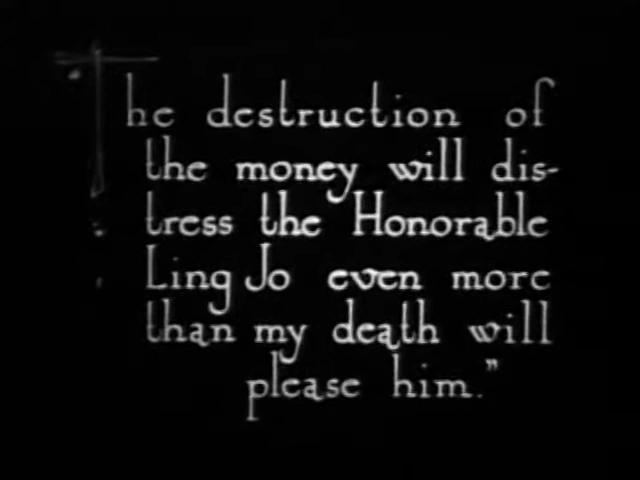 The destruction of
the money will dis-
tress the Honorable
Ling Jo even more
than my death will
please him."